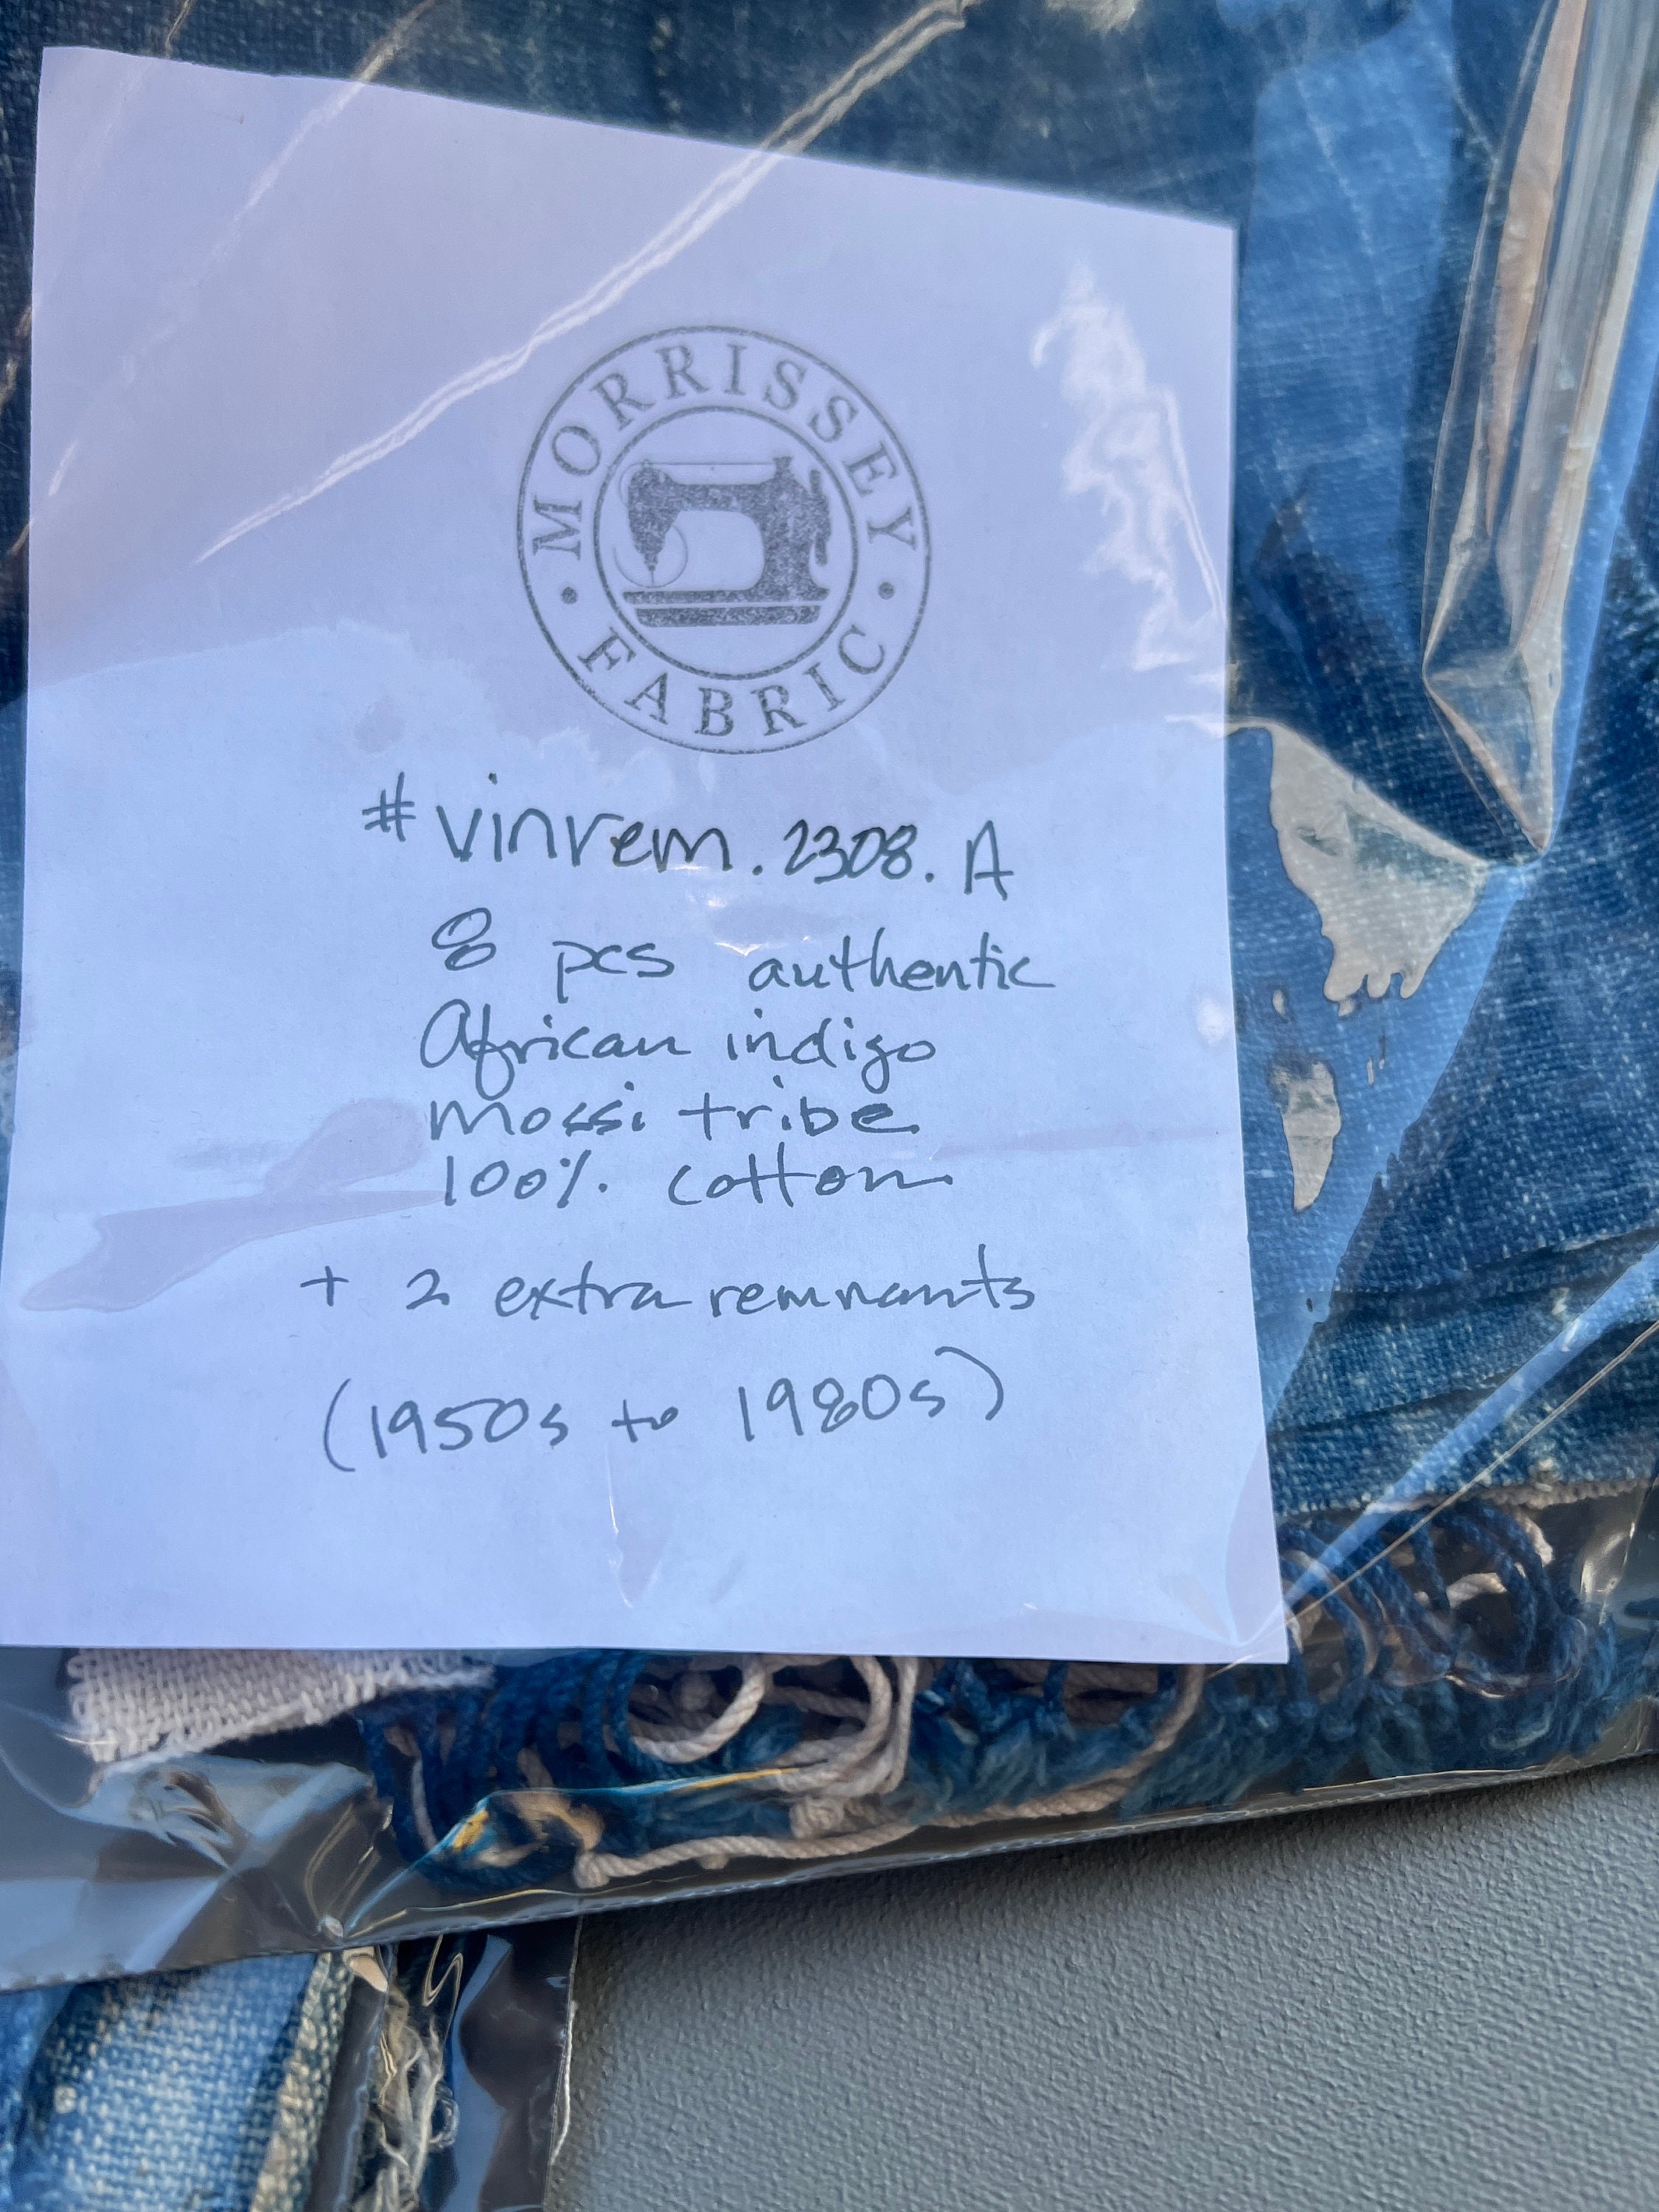 MORRISSEY
FABRIC
#vinrem.2308.A
8 pcs authentic
African indigo
Mossi tribe
100% cotton
+ 2 extra remnants
(1950s to 1980s)